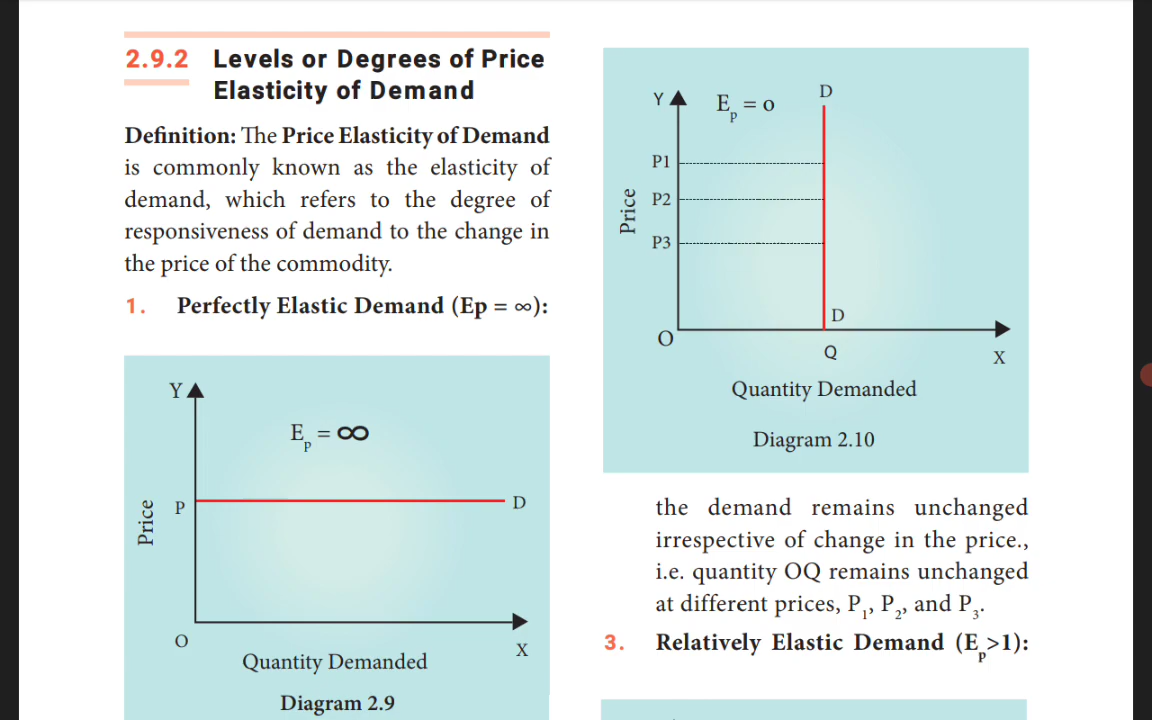 2.9.2 Levels or Degrees of Price
Elasticity of Demand
Definition: The Price Elasticity of Demand
is commonly known as the elasticity of
demand, which refers to the degree of
responsiveness of demand to the change in
the price of the commodity.
1. Perfectly Elastic Demand (Ep = ∞):
Y
Ep = ∞
Price
P
D
O
X
Quantity Demanded
Diagram 2.9
Y
Ep = o
D
P1
P2
P3
Price
D
O
Q
X
Quantity Demanded
Diagram 2.10
the demand remains unchanged
irrespective of change in the price.,
i.e. quantity OQ remains unchanged
at different prices, P1, P2, and P3.
3. Relatively Elastic Demand (Ep>1):